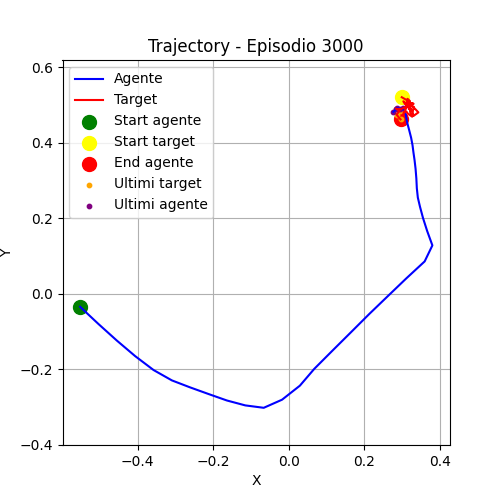 Trajectory - Episodio 3000
0.6
0.4
0.2
0.0
−0.2
−0.4
Y
Agente
Target
Start agente
Start target
End agente
Ultimi target
Ultimi agente
−0.4
−0.2
0.0
0.2
0.4
X